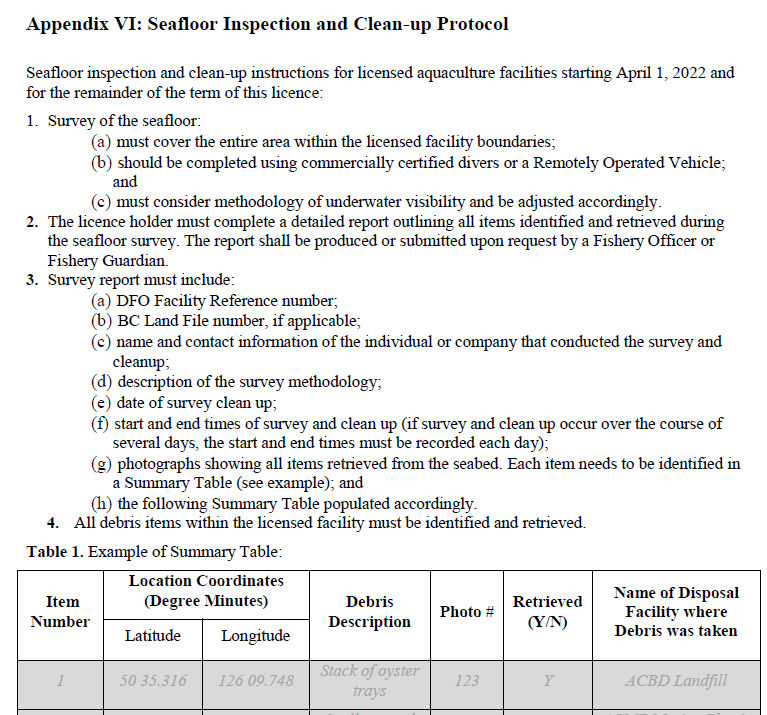 Appendix VI: Seafloor Inspection and Clean-up Protocol
Seafloor inspection and clean-up instructions for licensed aquaculture facilities starting April 1, 2022 and
for the remainder of the term of this licence:
1. Survey of the seafloor:
(a) must cover the entire area within the licensed facility boundaries;
(b) should be completed using commercially certified divers or a Remotely Operated Vehicle;
and
(c) must consider methodology of underwater visibility and be adjusted accordingly.
2. The licence holder must complete a detailed report outlining all items identified and retrieved during
the seafloor survey. The report shall be produced or submitted upon request by a Fishery Officer or
Fishery Guardian.
3. Survey report must include:
(a) DFO Facility Reference number;
(b) BC Land File number, if applicable;
(c) name and contact information of the individual or company that conducted the survey and
cleanup;
(d) description of the survey methodology;
(e) date of survey clean up;
(f) start and end times of survey and clean up (if survey and clean up occur over the course of
several days, the start and end times must be recorded each day);
(g) photographs showing all items retrieved from the seabed. Each item needs to be identified in
a Summary Table (see example); and
(h) the following Summary Table populated accordingly.
4. All debris items within the licensed facility must be identified and retrieved.
Table 1. Example of Summary Table:
Item
Number
Location Coordinates
(Degree Minutes)
Latitude
Longitude
Debris
Description
Photo #
Retrieved
(Y/N)
Name of Disposal
Facility where
Debris was taken
1
50 35.316
126 09.748
Stack of oyster
trays
123
Y
ACBD Landfill